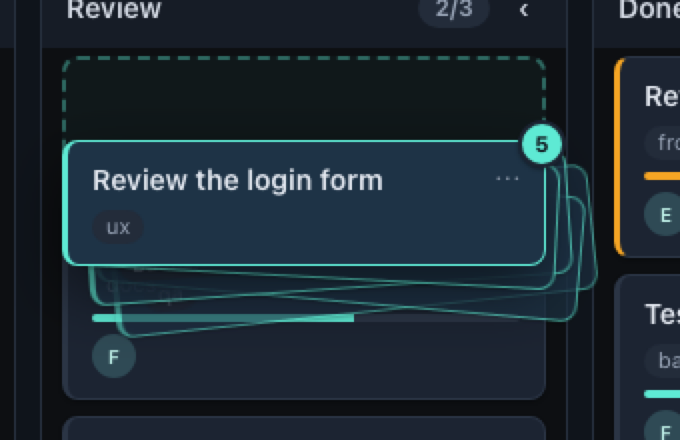 Review
2/3
‹
Done
5
Review the login form
...
ux
F
Re
fro
E
Tes
ba
F